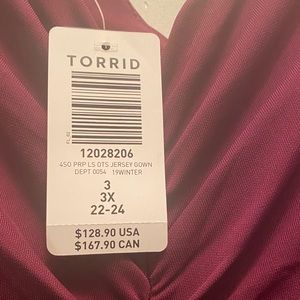 TORRID
12028206
4SO PRP LS OTS JERSEY GOWN
DEPT 0054 19WINTER
3
3X
22-24
$128.90 USA
$167.90 CAN